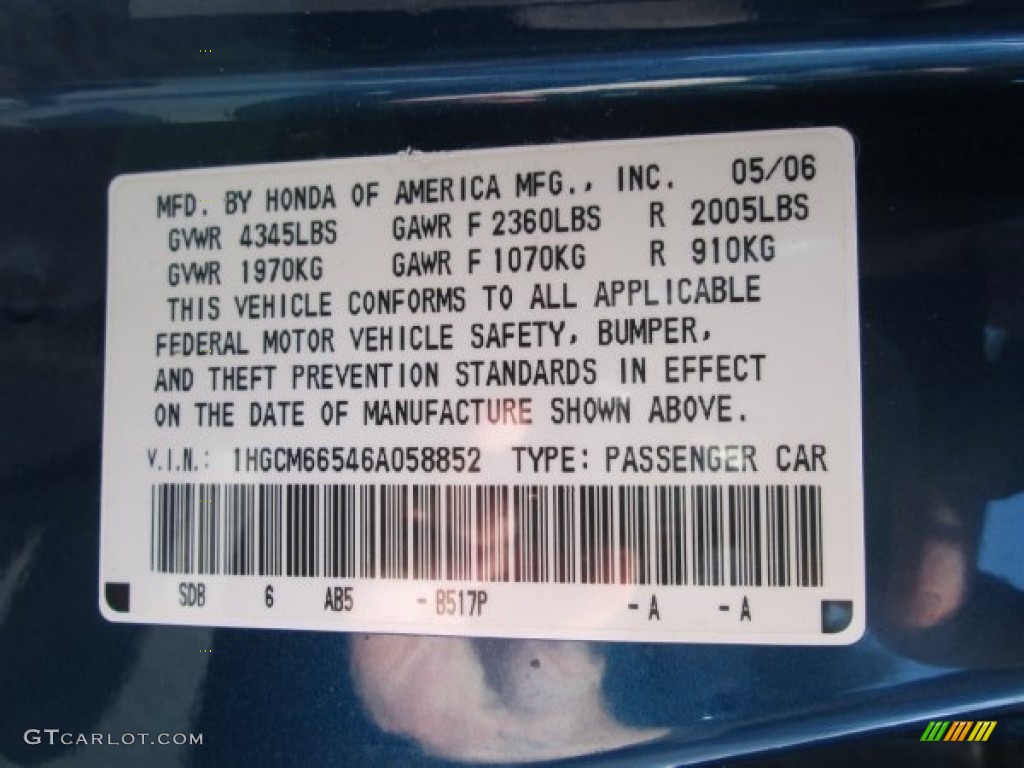 MFD. BY HONDA OF AMERICA MFG., INC. 05/06
GVWR 4345LBS GAWR F 2360LBS R 2005LBS
GVWR 1970KG GAWR F 1070KG R 910KG
THIS VEHICLE CONFORMS TO ALL APPLICABLE
FEDERAL MOTOR VEHICLE SAFETY, BUMPER,
AND THEFT PREVENTION STANDARDS IN EFFECT
ON THE DATE OF MANUFACTURE SHOWN ABOVE.
V.I.N.: 1HGCM66546A058852 TYPE: PASSENGER CAR
SDB 6 AB5 -B517P -A -A
GTCARLOT.COM